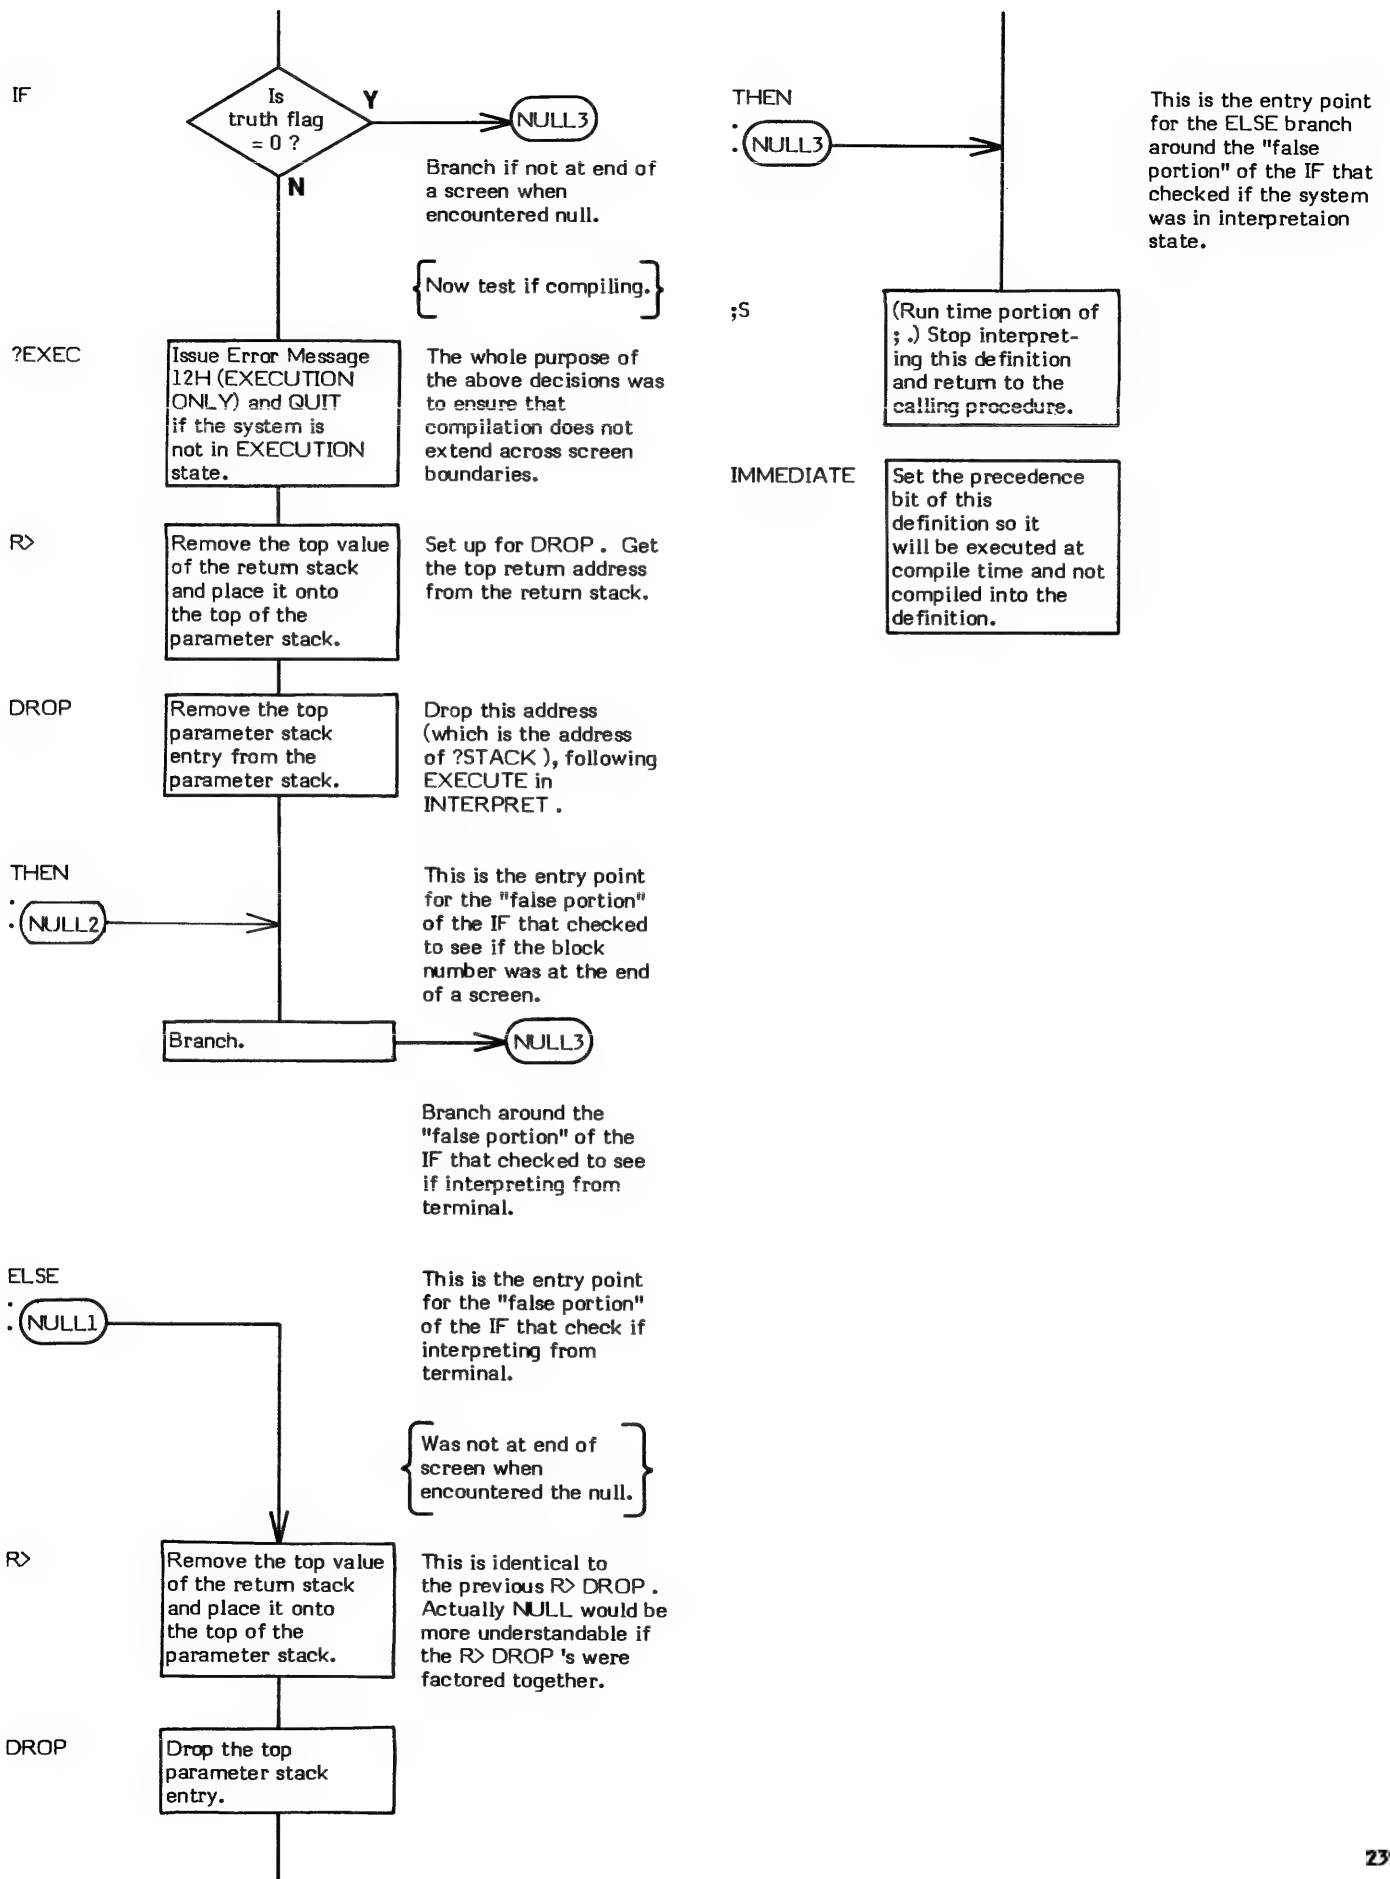 IF
Is
truth flag
= 0 ?
Y
N
NULL3
Branch if not at end of
a screen when
encountered null.
Now test if compiling.
?EXEC
Issue Error Message
12H (EXECUTION
ONLY) and QUIT
if the system is
not in EXECUTION
state.
The whole purpose of
the above decisions was
to ensure that
compilation does not
extend across screen
boundaries.
R>
Remove the top value
of the return stack
and place it onto
the top of the
parameter stack.
Set up for DROP . Get
the top return address
from the return stack.
DROP
Remove the top
parameter stack
entry from the
parameter stack.
Drop this address
(which is the address
of ?STACK ), following
EXECUTE in
INTERPRET .
THEN
:
NULL2
This is the entry point
for the "false portion"
of the IF that checked
to see if the block
number was at the end
of a screen.
Branch.
NULL3
Branch around the
"false portion" of the
IF that checked to see
if interpreting from
terminal.
ELSE
:
NULL1
This is the entry point
for the "false portion"
of the IF that check if
interpreting from
terminal.
Was not at end of
screen when
encountered the null.
R>
Remove the top value
of the return stack
and place it onto
the top of the
parameter stack.
This is identical to
the previous R> DROP .
Actually NULL would be
more understandable if
the R> DROP 's were
factored together.
DROP
Drop the top
parameter stack
entry.
THEN
:
NULL3
This is the entry point
for the ELSE branch
around the "false
portion" of the IF that
checked if the system
was in interpretaion
state.
;S
(Run time portion of
; .) Stop interpret-
ing this definition
and return to the
calling procedure.
IMMEDIATE
Set the precedence
bit of this
definition so it
will be executed at
compile time and not
compiled into the
definition.